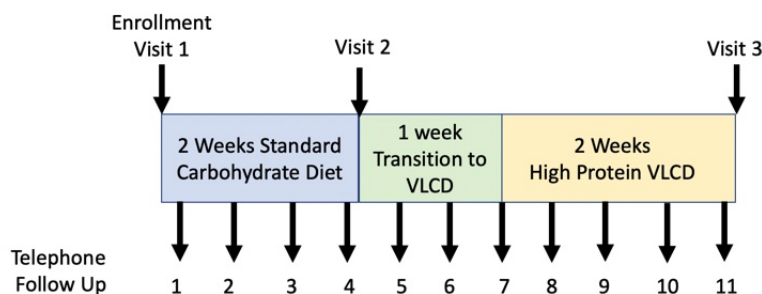 Enrollment
Visit 1
Visit 2
Visit 3
2 Weeks Standard
Carbohydrate Diet
1 week
Transition to
VLCD
2 Weeks
High Protein VLCD
Telephone
Follow Up
1 2 3 4 5 6 7 8 9 10 11